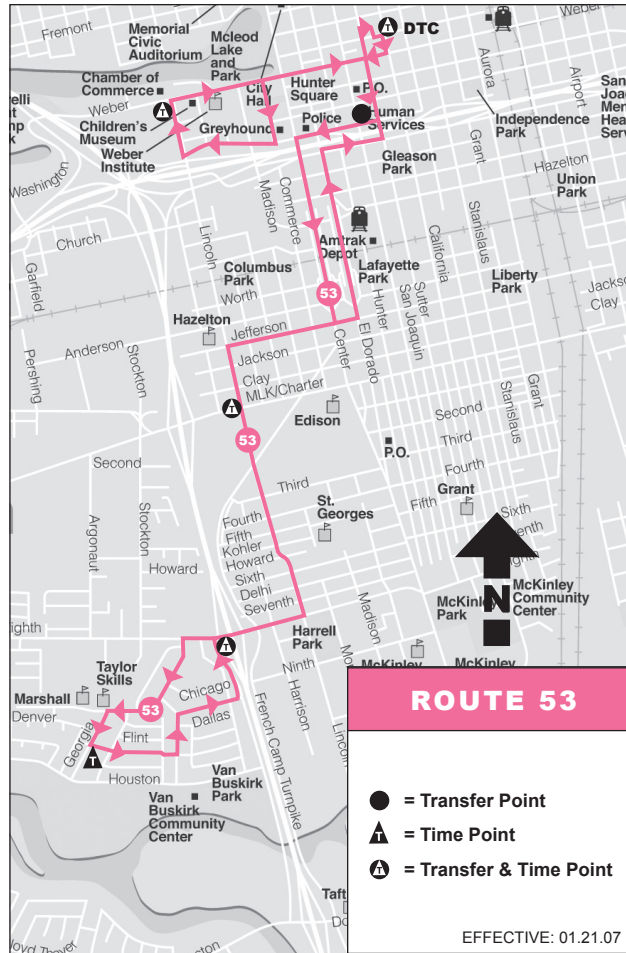 Fremont
Memorial
Civic
Auditorium
Mcleod
Lake
and
Park
DTC
Weber
Aurora
Airport
Chamber of
Commerce
Weber
City
Hall
Hunter
Square
P.O.
Children's
Museum
Weber
Institute
Greyhound
Police
Human
Services
Independence
Park
Grant
Gleason
Park
Hazelton
Union
Park
Washington
Church
Garfield
Lincoln
Madison
Commerce
Amtrak
Depot
Columbus
Park
Worth
Lafayette
Park
California
Stanislaus
Liberty
Park
Jackson
Clay
53
Hunter
San Joaquin
Sutter
Hazelton
Jefferson
Center
El Dorado
Anderson
Pershing
Stockton
Jackson
Clay
MLK/Charter
Edison
Second
Third
Fourth
Fifth
Stanislaus
Grant
53
P.O.
Second
Third
St.
Georges
Grant
Sixth
Argonaut
Stockton
Howard
Fourth
Fifth
Kohler
Howard
Sixth
Delhi
Seventh
N
McKinley
Park
McKinley
Community
Center
Madison
Harrell
Park
Ninth
Harrison
Lincoln
McKinley
McKinley
Taylor
Skills
Marshall
Denver
53
Chicago
Dallas
Georgia
Flint
Houston
French Camp Turnpike
Van
Buskirk
Park
Van
Buskirk
Community
Center
Taft
ROUTE 53
= Transfer Point
T = Time Point
T = Transfer & Time Point
EFFECTIVE: 01.21.07